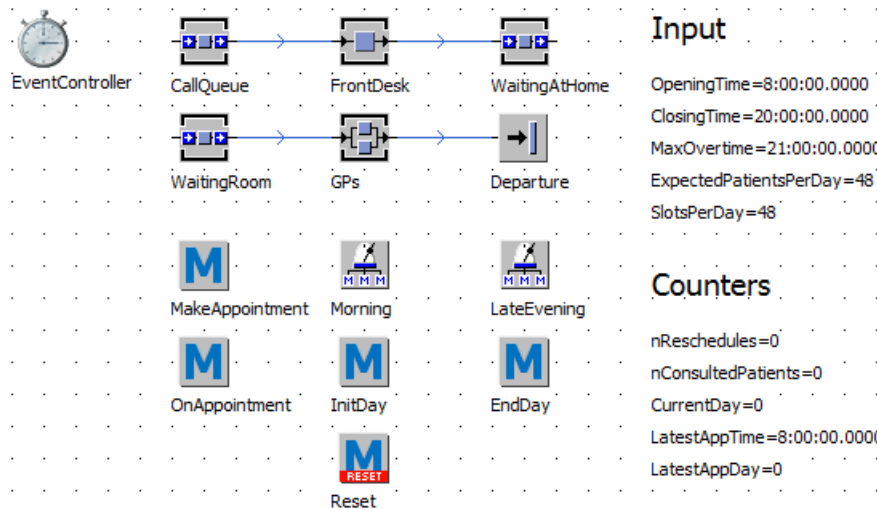 EventController
CallQueue
FrontDesk
WaitingAtHome
WaitingRoom
GPs
Departure
M
MakeAppointment
M M M
Morning
M M M
LateEvening
M
OnAppointment
M
InitDay
M
EndDay
M
RESET
Reset
Input
OpeningTime=8:00:00.0000
ClosingTime=20:00:00.0000
MaxOvertime=21:00:00.0000
ExpectedPatientsPerDay=48
SlotsPerDay=48
Counters
nReschedules=0
nConsultedPatients=0
CurrentDay=0
LatestAppTime=8:00:00.0000
LatestAppDay=0